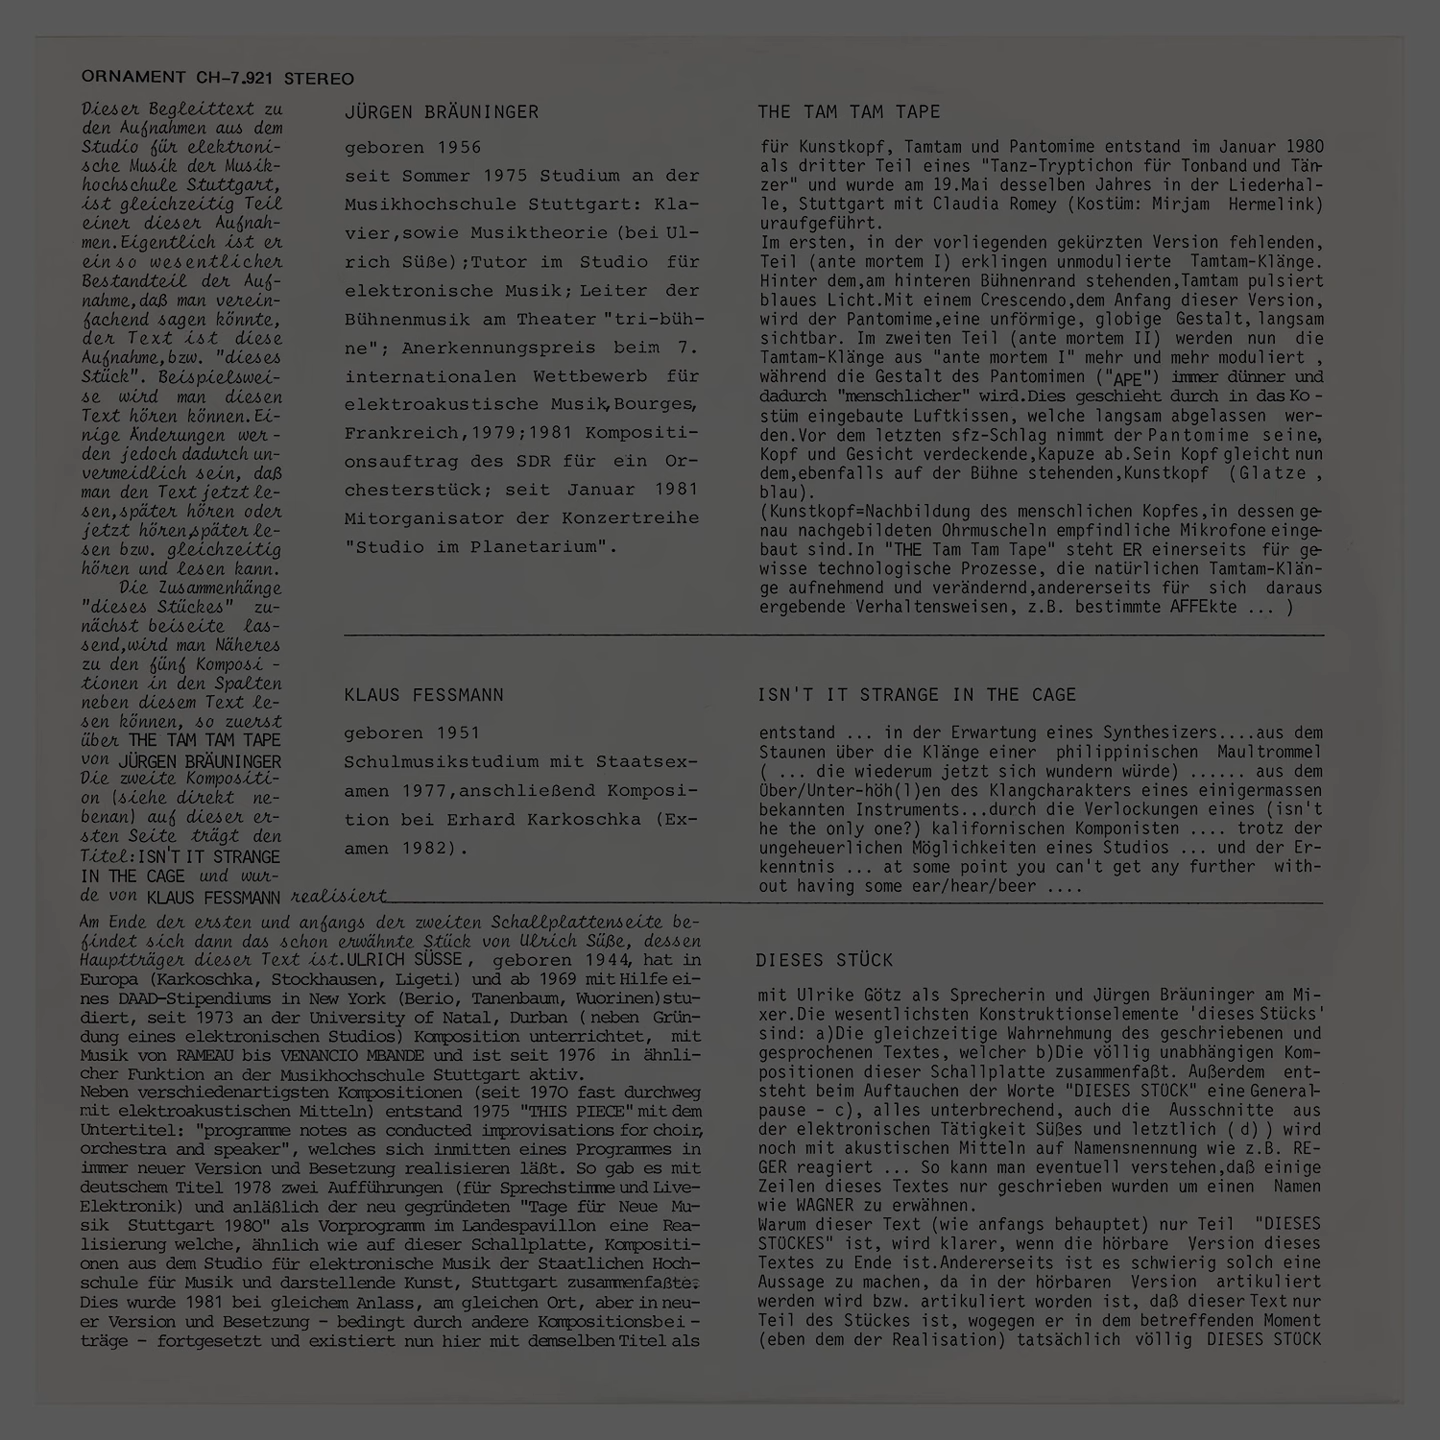 ORNAMENT CH-7.921 STEREO
Dieser Begleittext zu
den Aufnahmen aus dem
Studio für elektroni-
sche Musik der Musik-
hochschule Stuttgart,
ist gleichzeitig Teil
einer dieser Aufnah-
men.Eigentlich ist er
ein so wesentlicher
Bestandteil der Auf-
nahme,daß man verein-
fachend sagen könnte,
der Text ist diese
Aufnahme,bzw. "dieses
Stück". Beispielswei-
se wird man diesen
Text hören können.Ei-
nige Änderungen wer-
den jedoch dadurch un-
vermeidlich sein, daß
man den Text jetzt le-
sen,später hören oder
jetzt hören,später le-
sen bzw. gleichzeitig
hören und lesen kann.
Die Zusammenhänge
"dieses Stückes" zu-
nächst beiseite las-
send,wird man Näheres
zu den fünf Komposi -
tionen in den Spalten
neben diesem Text le-
sen können, so zuerst
über THE TAM TAM TAPE
von JÜRGEN BRÄUNINGER
Die zweite Kompositi-
on (siehe direkt ne-
benan) auf dieser er-
sten Seite trägt den
Titel:ISN'T IT STRANGE
IN THE CAGE und wur-
de von KLAUS FESSMANN realisiert
JÜRGEN BRÄUNINGER
geboren 1956
seit Sommer 1975 Studium an der
Musikhochschule Stuttgart: Kla-
vier,sowie Musiktheorie (bei Ul-
rich Süße);Tutor im Studio für
elektronische Musik; Leiter der
Bühnenmusik am Theater "tri-büh-
ne"; Anerkennungspreis beim 7.
internationalen Wettbewerb für
elektroakustische Musik,Bourges,
Frankreich,1979;1981 Kompositi-
onsauftrag des SDR für ein Or-
chesterstück; seit Januar 1981
Mitorganisator der Konzertreihe
"Studio im Planetarium".
THE TAM TAM TAPE
für Kunstkopf, Tamtam und Pantomime entstand im Januar 1980
als dritter Teil eines "Tanz-Tryptichon für Tonband und Tän-
zer" und wurde am 19.Mai desselben Jahres in der Liederhal-
le, Stuttgart mit Claudia Romey (Kostüm: Mirjam Hermelink)
uraufgeführt.
Im ersten, in der vorliegenden gekürzten Version fehlenden,
Teil (ante mortem I) erklingen unmodulierte Tamtam-Klänge.
Hinter dem,am hinteren Bühnenrand stehenden,Tamtam pulsiert
blaues Licht.Mit einem Crescendo,dem Anfang dieser Version,
wird der Pantomime,eine unförmige, globige Gestalt, langsam
sichtbar. Im zweiten Teil (ante mortem II) werden nun die
Tamtam-Klänge aus "ante mortem I" mehr und mehr moduliert ,
während die Gestalt des Pantomimen ("APE") immer dünner und
dadurch "menschlicher" wird.Dies geschieht durch in das Ko -
stüm eingebaute Luftkissen, welche langsam abgelassen wer-
den.Vor dem letzten sfz-Schlag nimmt der Pantomime seine,
Kopf und Gesicht verdeckende,Kapuze ab.Sein Kopf gleicht nun
dem,ebenfalls auf der Bühne stehenden,Kunstkopf (Glatze ,
blau).
(Kunstkopf=Nachbildung des menschlichen Kopfes,in dessen ge-
nau nachgebildeten Ohrmuscheln empfindliche Mikrofone einge-
baut sind.In "THE Tam Tam Tape" steht ER einerseits für ge-
wisse technologische Prozesse, die natürlichen Tamtam-Klän-
ge aufnehmend und verändernd,andererseits für sich daraus
ergebende Verhaltensweisen, z.B. bestimmte AFFEkte ... )
KLAUS FESSMANN
geboren 1951
Schulmusikstudium mit Staatsex-
amen 1977,anschließend Komposi-
tion bei Erhard Karkoschka (Ex-
amen 1982).
ISN'T IT STRANGE IN THE CAGE
entstand ... in der Erwartung eines Synthesizers....aus dem
Staunen über die Klänge einer philippinischen Maultrommel
( ... die wiederum jetzt sich wundern würde) ...... aus dem
Über/Unter-höh(l)en des Klangcharakters eines einigermassen
bekannten Instruments...durch die Verlockungen eines (isn't
he the only one?) kalifornischen Komponisten .... trotz der
ungeheuerlichen Möglichkeiten eines Studios ... und der Er-
kenntnis ... at some point you can't get any further with-
out having some ear/hear/beer ....
Am Ende der ersten und anfangs der zweiten Schallplattenseite be-
findet sich dann das schon erwähnte Stück von Ulrich Süße, dessen
Hauptträger dieser Text ist.ULRICH SÜSSE, geboren 1944, hat in
Europa (Karkoschka, Stockhausen, Ligeti) und ab 1969 mit Hilfe ei-
nes DAAD-Stipendiums in New York (Berio, Tanenbaum, Wuorinen)stu-
diert, seit 1973 an der University of Natal, Durban (neben Grün-
dung eines elektronischen Studios) Komposition unterrichtet, mit
Musik von RAMEAU bis VENANCIO MBANDE und ist seit 1976 in ähnli-
cher Funktion an der Musikhochschule Stuttgart aktiv.
Neben verschiedenartigsten Kompositionen (seit 1970 fast durchweg
mit elektroakustischen Mitteln) entstand 1975 "THIS PIECE" mit dem
Untertitel: "programme notes as conducted improvisations for choir,
orchestra and speaker", welches sich inmitten eines Programmes in
immer neuer Version und Besetzung realisieren läßt. So gab es mit
deutschem Titel 1978 zwei Aufführungen (für Sprechstimme und Live-
Elektronik) und anläßlich der neu gegründeten "Tage für Neue Mu-
sik Stuttgart 1980" als Vorprogramm im Landespavillon eine Rea-
lisierung welche, ähnlich wie auf dieser Schallplatte, Kompositi-
onen aus dem Studio für elektronische Musik der Staatlichen Hoch-
schule für Musik und darstellende Kunst, Stuttgart zusammenfaßte.
Dies wurde 1981 bei gleichem Anlass, am gleichen Ort, aber in neu-
er Version und Besetzung - bedingt durch andere Kompositionsbei-
träge - fortgesetzt und existiert nun hier mit demselben Titel als
DIESES STÜCK
mit Ulrike Götz als Sprecherin und Jürgen Bräuninger am Mi-
xer.Die wesentlichsten Konstruktionselemente 'dieses Stücks'
sind: a)Die gleichzeitige Wahrnehmung des geschriebenen und
gesprochenen Textes, welcher b)Die völlig unabhängigen Kom-
positionen dieser Schallplatte zusammenfaßt. Außerdem ent-
steht beim Auftauchen der Worte "DIESES STÜCK" eine General-
pause - c), alles unterbrechend, auch die Ausschnitte aus
der elektronischen Tätigkeit Süßes und letztlich (d)) wird
noch mit akustischen Mitteln auf Namensnennung wie z.B. RE-
GER reagiert ... So kann man eventuell verstehen,daß einige
Zeilen dieses Textes nur geschrieben wurden um einen Namen
wie WAGNER zu erwähnen.
Warum dieser Text (wie anfangs behauptet) nur Teil "DIESES
STÜCKES" ist, wird klarer, wenn die hörbare Version dieses
Textes zu Ende ist.Andererseits ist es schwierig solch eine
Aussage zu machen, da in der hörbaren Version artikuliert
werden wird bzw. artikuliert worden ist, daß dieser Text nur
Teil des Stückes ist, wogegen er in dem betreffenden Moment
(eben dem der Realisation) tatsächlich völlig DIESES STÜCK